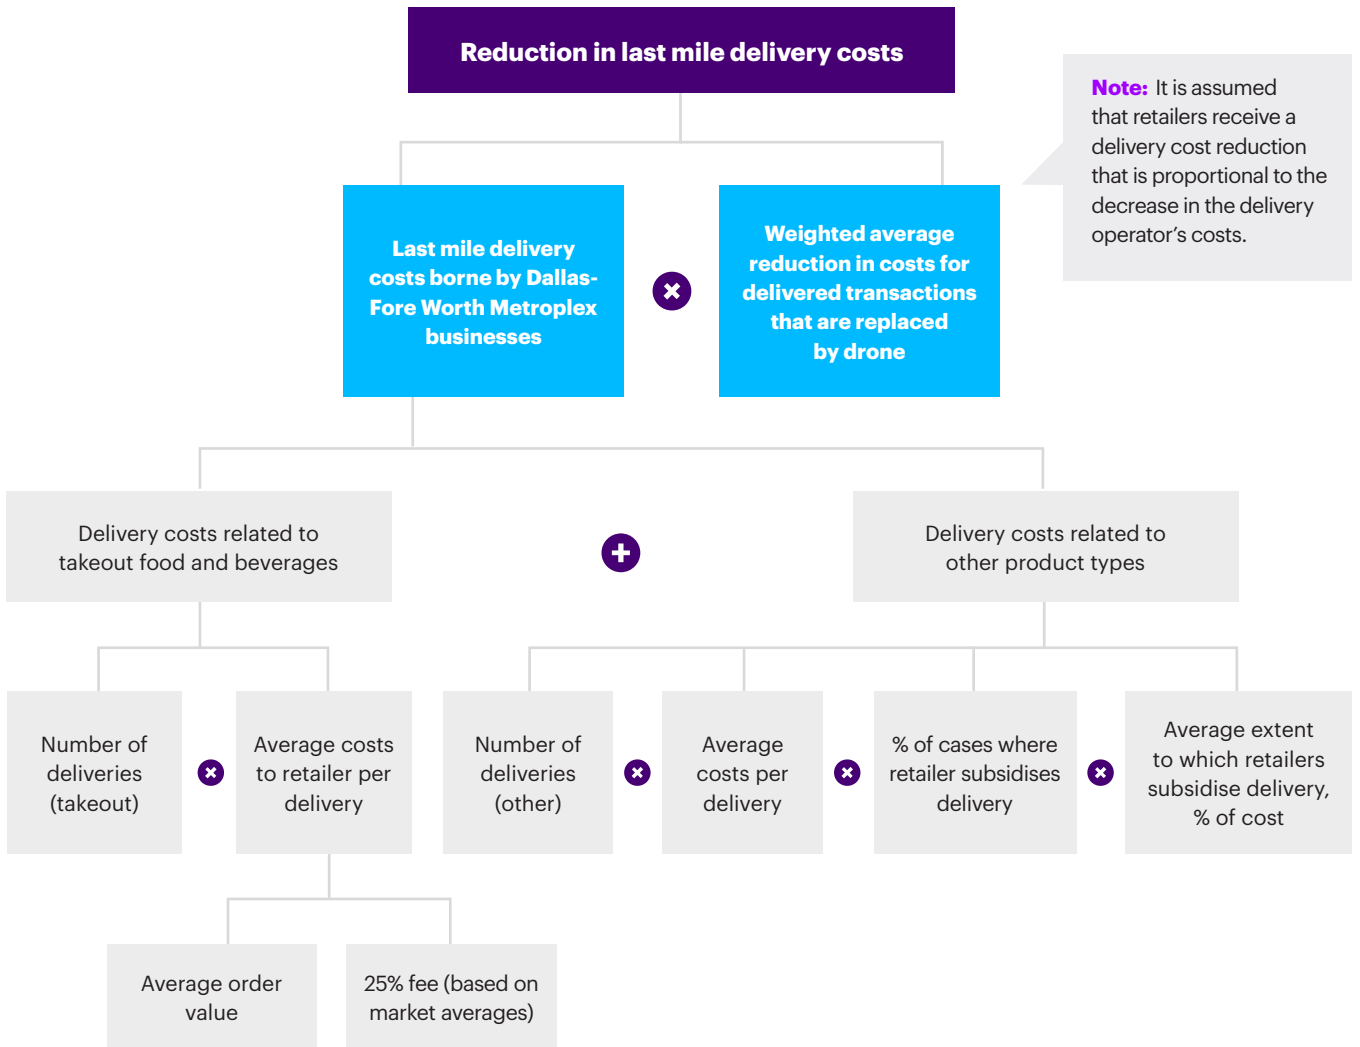 Reduction in last mile delivery costs
Note: It is assumed
that retailers receive a
delivery cost reduction
that is proportional to the
decrease in the delivery
operator’s costs.
Last mile delivery
costs borne by Dallas-
Fore Worth Metroplex
businesses
Weighted average
reduction in costs for
delivered transactions
that are replaced
by drone
Delivery costs related to
takeout food and beverages
Delivery costs related to
other product types
Number of
deliveries
(takeout)
Average costs
to retailer per
delivery
Number of
deliveries
(other)
Average
costs per
delivery
% of cases where
retailer subsidises
delivery
Average extent
to which retailers
subsidise delivery,
% of cost
Average order
value
25% fee (based on
market averages)